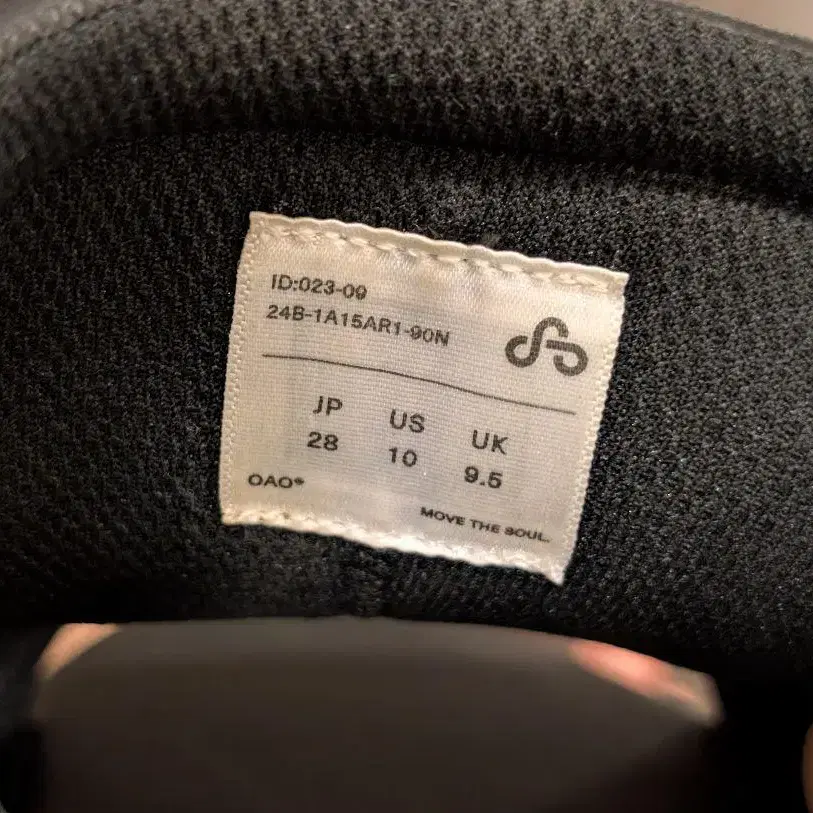 ID:023-09
24B-1A15AR1-90N
JP US UK
28 10 9.5
OAO®
MOVE THE SOUL.